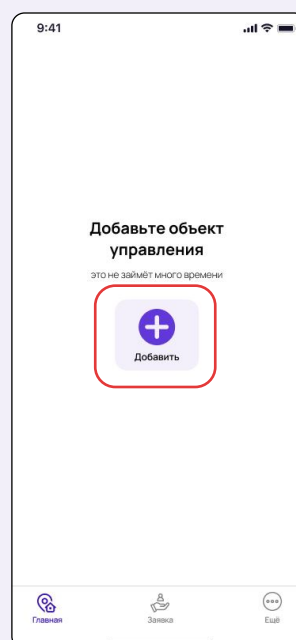 9:41
Добавьте объект
управления
это не займёт много времени
Добавить
Главная
Заявка
Ещё